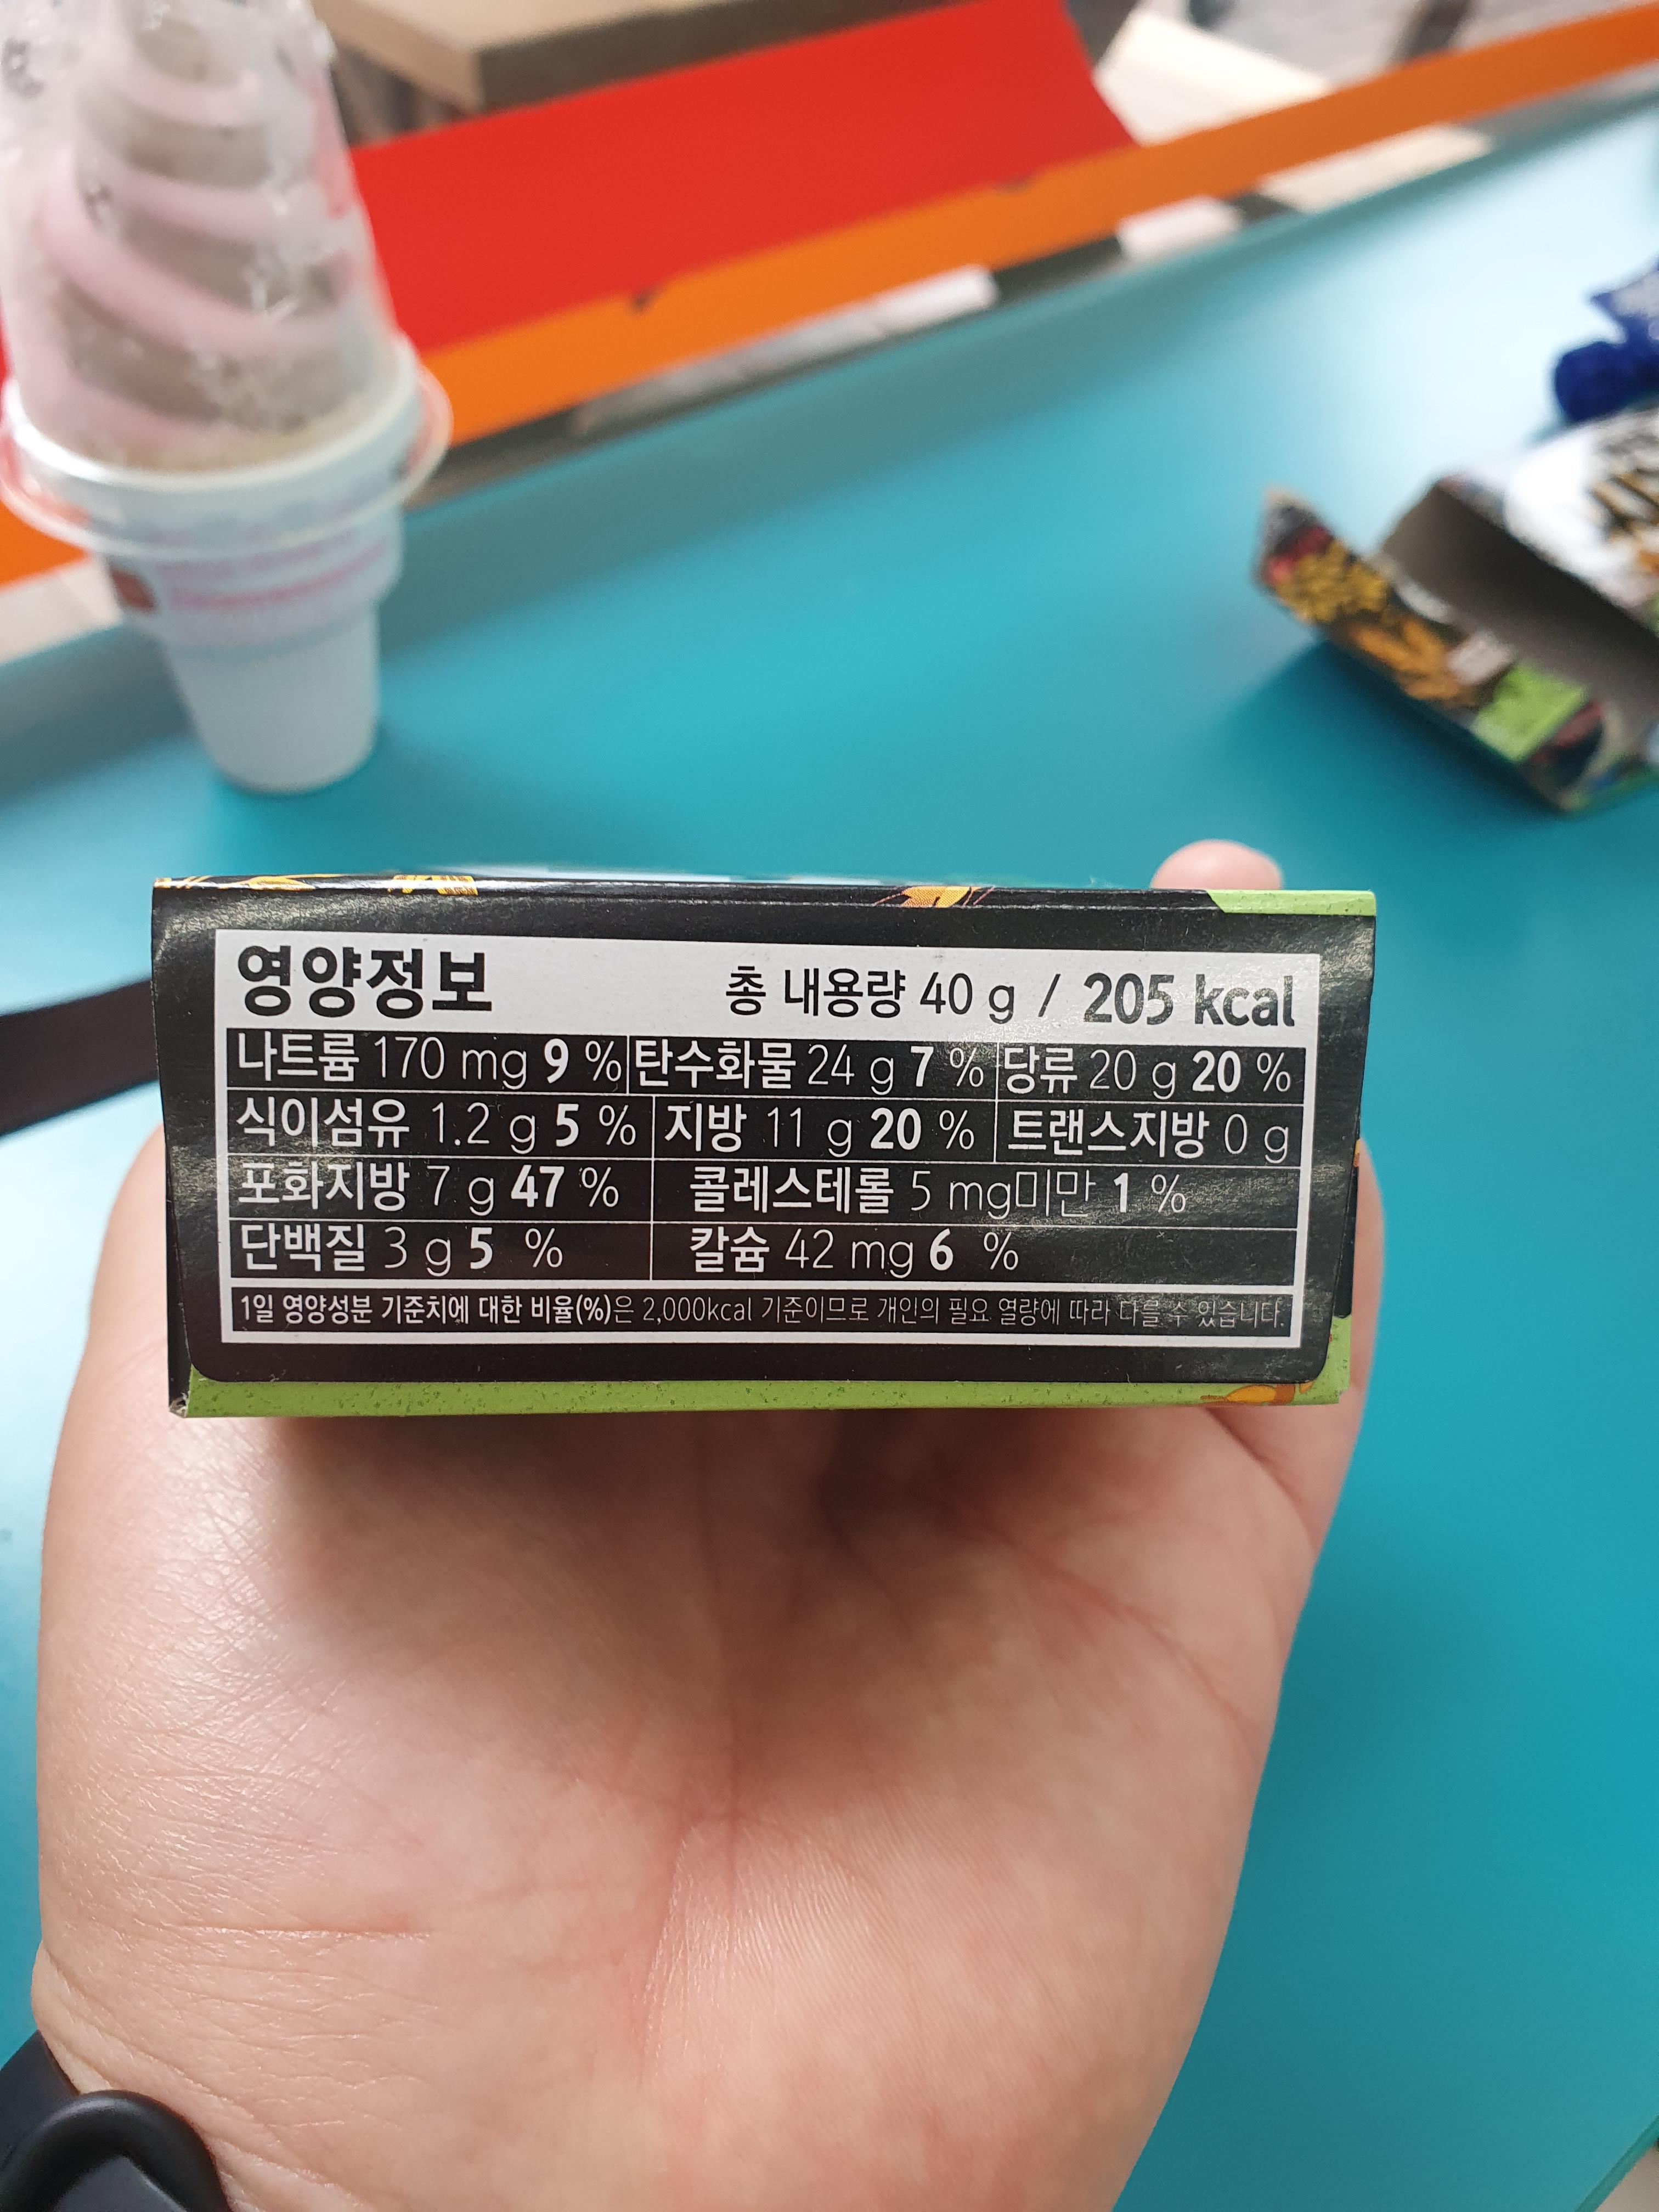 영양정보 총 내용량 40 g / 205 kcal
나트륨 170 mg 9 % 탄수화물 24 g 7 % 당류 20 g 20 %
식이섬유 1.2 g 5 % 지방 11 g 20 % 트랜스지방 0 g
포화지방 7 g 47 % 콜레스테롤 5 mg미만 1 %
단백질 3 g 5 % 칼슘 42 mg 6 %
1일 영양성분 기준치에 대한 비율(%)은 2,000kcal 기준이므로 개인의 필요 열량에 따라 다를 수 있습니다.